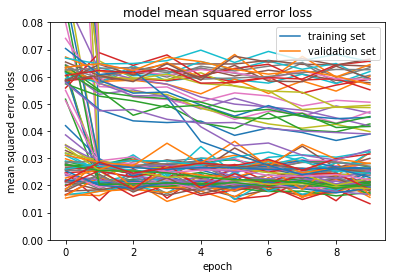 model mean squared error loss
training set
validation set
mean squared error loss
0.08
0.07
0.06
0.05
0.04
0.03
0.02
0.01
0.00
0
2
4
6
8
epoch